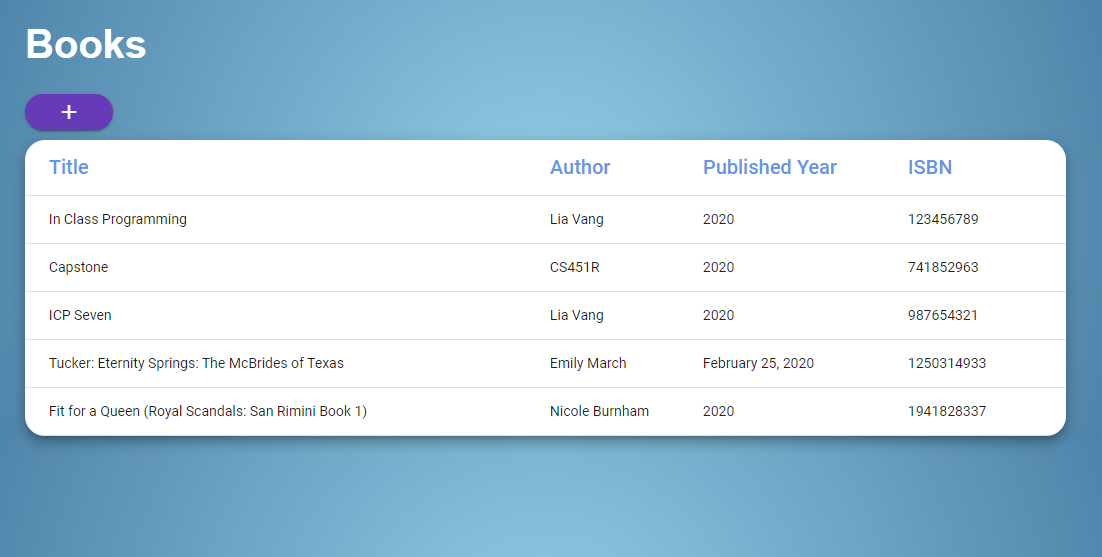 Books
+
Title Author Published Year ISBN
In Class Programming Lia Vang 2020 123456789
Capstone CS451R 2020 741852963
ICP Seven Lia Vang 2020 987654321
Tucker: Eternity Springs: The McBrides of Texas Emily March February 25, 2020 1250314933
Fit for a Queen (Royal Scandals: San Rimini Book 1) Nicole Burnham 2020 1941828337